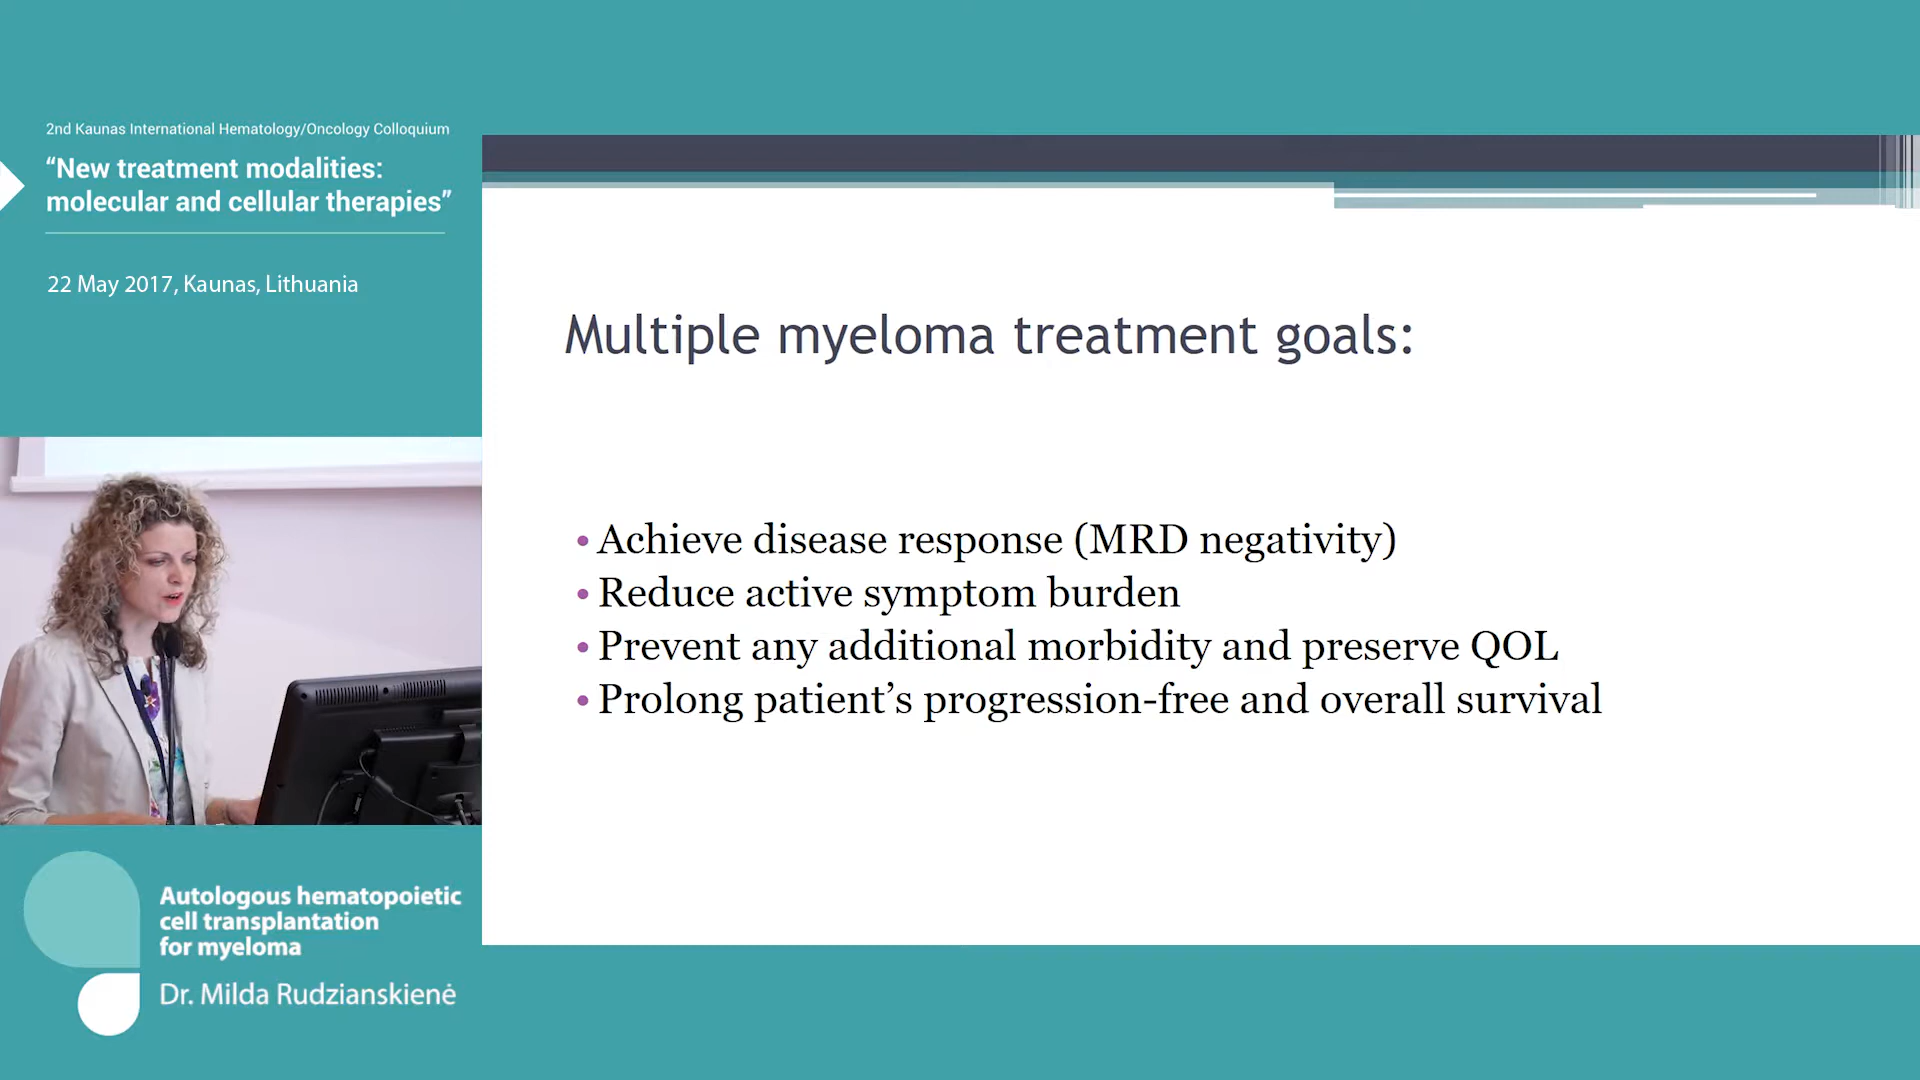 2nd Kaunas International Hematology/Oncology Colloquium
“New treatment modalities:
molecular and cellular therapies”
22 May 2017, Kaunas, Lithuania
Multiple myeloma treatment goals:
• Achieve disease response (MRD negativity)
• Reduce active symptom burden
• Prevent any additional morbidity and preserve QOL
• Prolong patient’s progression-free and overall survival
Autologous hematopoietic
cell transplantation
for myeloma
Dr. Milda Rudzianskienė